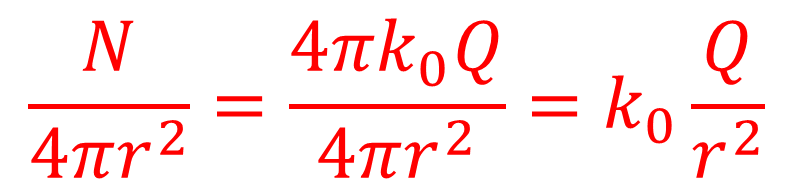 N/4πr² = 4πk₀Q/4πr² = k₀ Q/r²